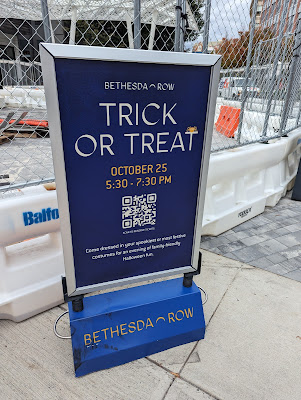 BETHESDA ROW
TRICK
OR TREAT
OCTOBER 25
5:30 - 7:30 PM
Come dressed in your spookiest or most festive
costumes for an evening of family-friendly
Halloween fun.
Balfo
BETHESDA ROW